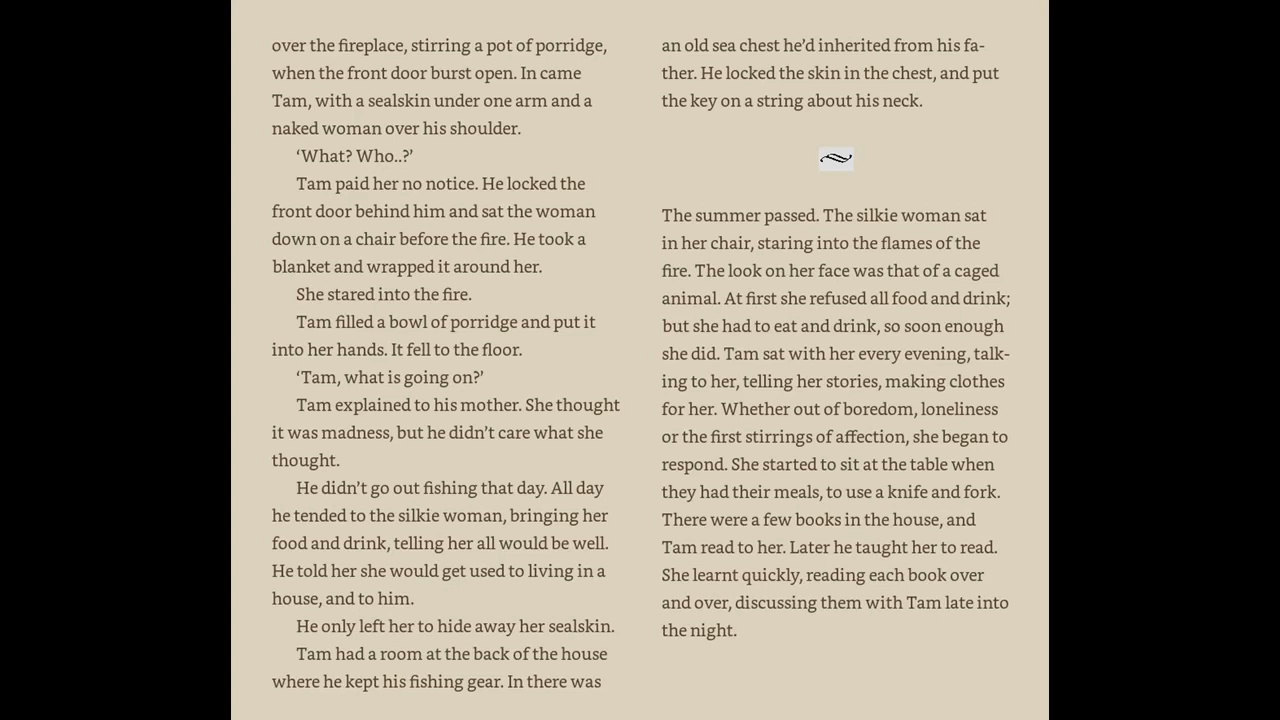 over the fireplace, stirring a pot of porridge,
when the front door burst open. In came
Tam, with a sealskin under one arm and a
naked woman over his shoulder.
‘What? Who..?’
Tam paid her no notice. He locked the
front door behind him and sat the woman
down on a chair before the fire. He took a
blanket and wrapped it around her.
She stared into the fire.
Tam filled a bowl of porridge and put it
into her hands. It fell to the floor.
‘Tam, what is going on?’
Tam explained to his mother. She thought
it was madness, but he didn’t care what she
thought.
He didn’t go out fishing that day. All day
he tended to the silkie woman, bringing her
food and drink, telling her all would be well.
He told her she would get used to living in a
house, and to him.
He only left her to hide away her sealskin.
Tam had a room at the back of the house
where he kept his fishing gear. In there was
an old sea chest he’d inherited from his fa-
ther. He locked the skin in the chest, and put
the key on a string about his neck.
The summer passed. The silkie woman sat
in her chair, staring into the flames of the
fire. The look on her face was that of a caged
animal. At first she refused all food and drink;
but she had to eat and drink, so soon enough
she did. Tam sat with her every evening, talk-
ing to her, telling her stories, making clothes
for her. Whether out of boredom, loneliness
or the first stirrings of affection, she began to
respond. She started to sit at the table when
they had their meals, to use a knife and fork.
There were a few books in the house, and
Tam read to her. Later he taught her to read.
She learnt quickly, reading each book over
and over, discussing them with Tam late into
the night.